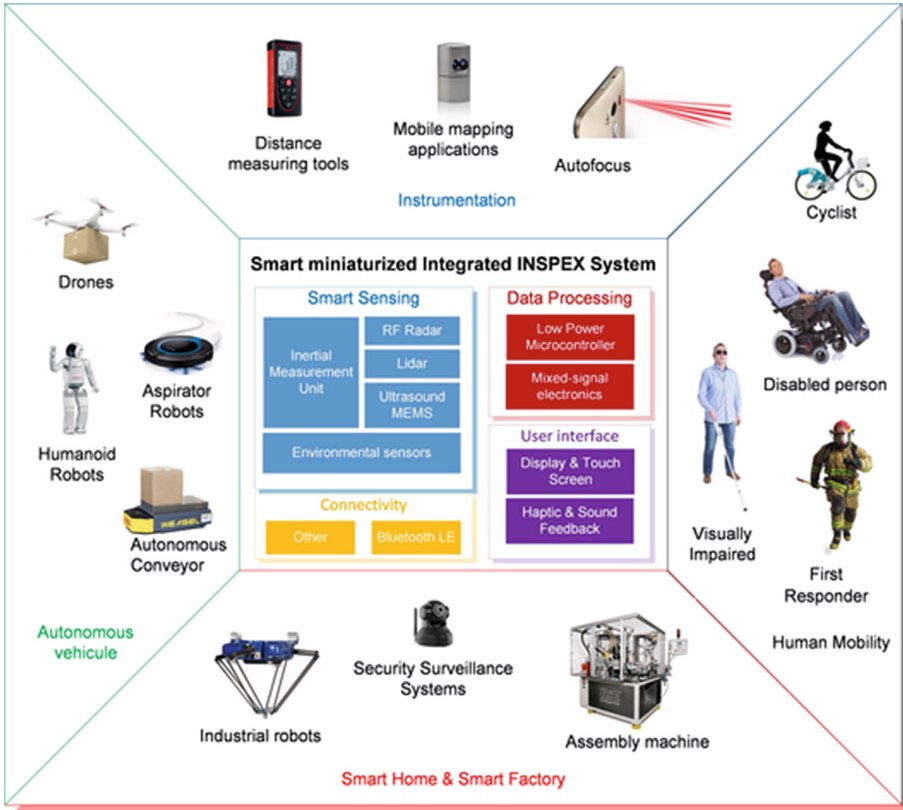 Distance
measuring tools
Mobile mapping
applications
Autofocus
Instrumentation
Cyclist
Drones
Smart miniaturized Integrated INSPEX System
Smart Sensing
Inertial
Measurement
Unit
RF Radar
Lidar
Ultrasound
MEMS
Environmental sensors
Data Processing
Low Power
Microcontroller
Mixed-signal
electronics
User interface
Display & Touch
Screen
Haptic & Sound
Feedback
Connectivity
Other
Bluetooth LE
Aspirator
Robots
Humanoid
Robots
WEASEL
Autonomous
Conveyor
Autonomous
vehicule
Disabled person
Visually
Impaired
First
Responder
Human Mobility
Industrial robots
Security Surveillance
Systems
Assembly machine
Smart Home & Smart Factory